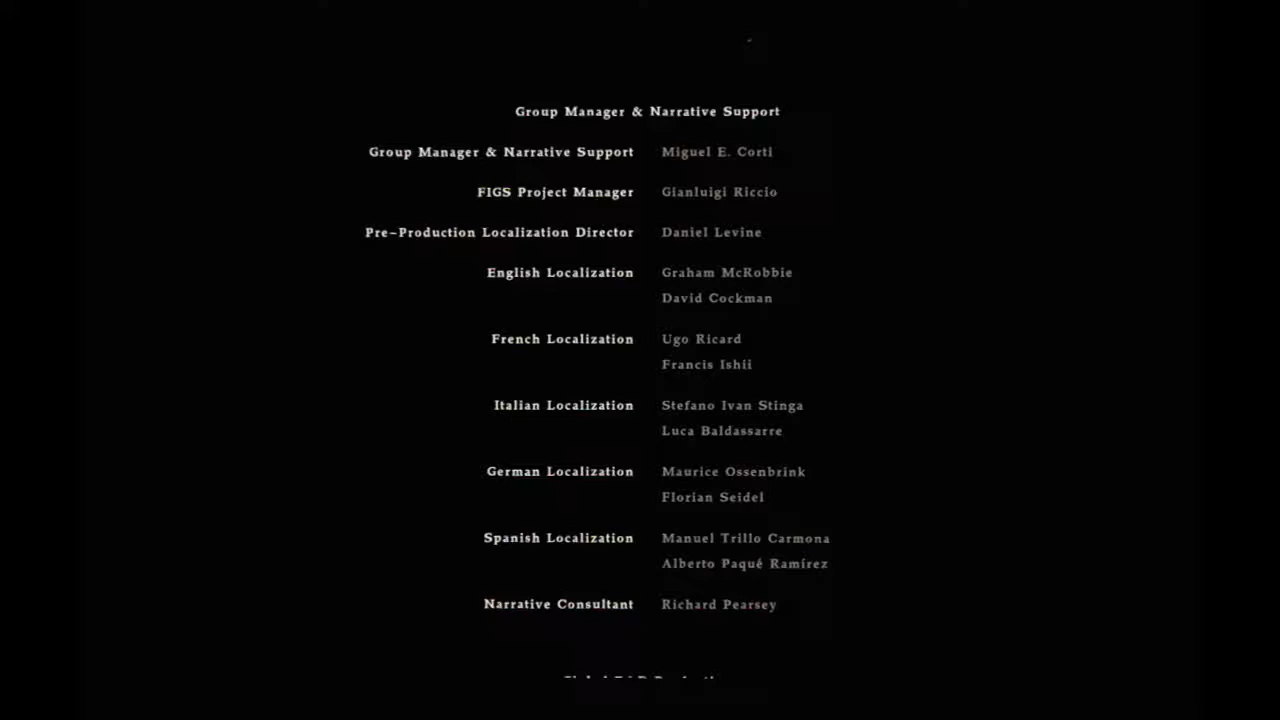 Group Manager & Narrative Support
Group Manager & Narrative Support Miguel E. Corti
FIGS Project Manager Gianluigi Riccio
Pre-Production Localization Director Daniel Levine
English Localization Graham McRobbie
David Cockman
French Localization Ugo Ricard
Francis Ishii
Italian Localization Stefano Ivan Stinga
Luca Baldassarre
German Localization Maurice Ossenbrink
Florian Seidel
Spanish Localization Manuel Trillo Carmona
Alberto Paqué Ramírez
Narrative Consultant Richard Pearsey